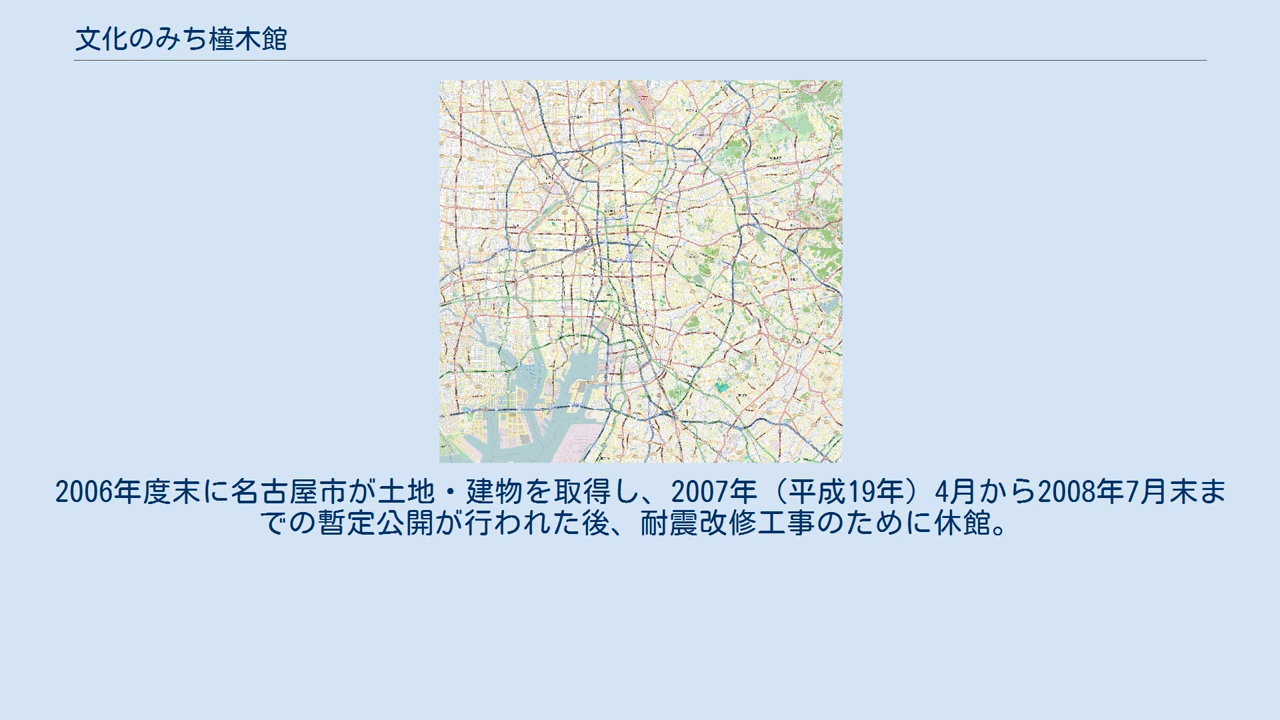 文化のみち橦木館
2006年度末に名古屋市が土地・建物を取得し、2007年（平成19年）4月から2008年7月末ま
での暫定公開が行われた後、耐震改修工事のために休館。